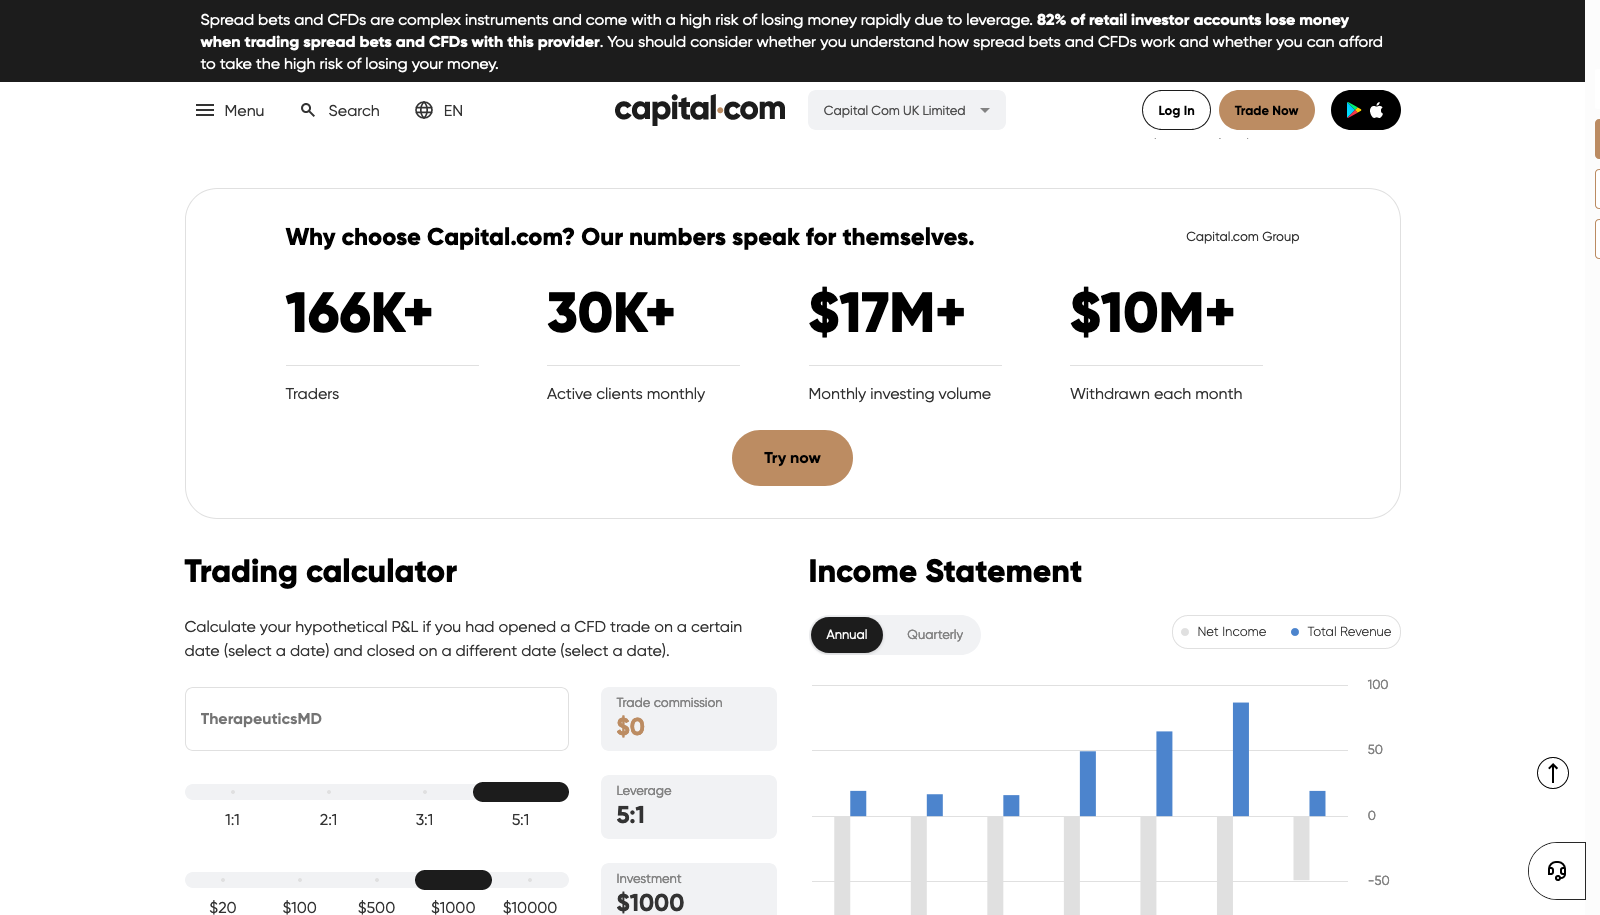 Spread bets and CFDs are complex instruments and come with a high risk of losing money rapidly due to leverage. 82% of retail investor accounts lose money
when trading spread bets and CFDs with this provider. You should consider whether you understand how spread bets and CFDs work and whether you can afford
to take the high risk of losing your money.
Menu Search EN capital.com Capital Com UK Limited Log In Trade Now
Why choose Capital.com? Our numbers speak for themselves. Capital.com Group
166K+ 30K+ $17M+ $10M+
Traders Active clients monthly Monthly investing volume Withdrawn each month
Try now
Trading calculator
Calculate your hypothetical P&L if you had opened a CFD trade on a certain
date (select a date) and closed on a different date (select a date).
TherapeuticsMD
Trade commission
$0
1:1 2:1 3:1 5:1
Leverage
5:1
$20 $100 $500 $1000 $10000
Investment
$1000
Income Statement
Annual Quarterly
Net Income Total Revenue
100
50
0
-50